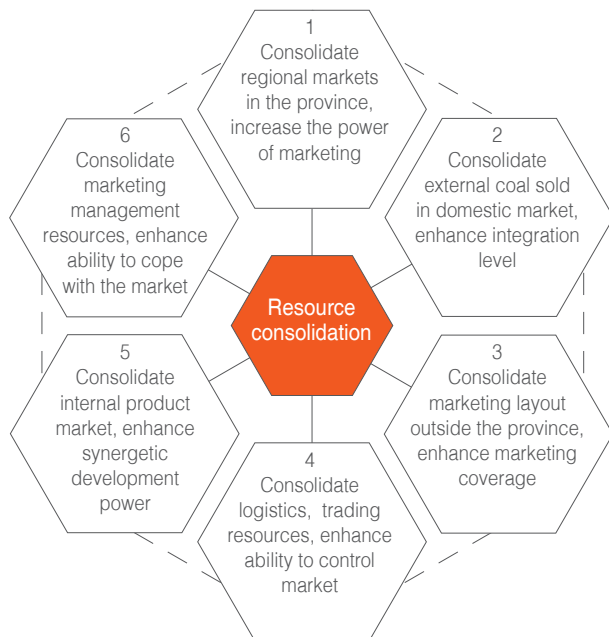 1
Consolidate
regional markets
in the province,
increase the power
of marketing
2
Consolidate
external coal sold
in domestic market,
enhance integration
level
3
Consolidate
marketing layout
outside the province,
enhance marketing
coverage
4
Consolidate
logistics, trading
resources, enhance
ability to control
market
5
Consolidate
internal product
market, enhance
synergetic
development
power
6
Consolidate
marketing
management
resources, enhance
ability to cope
with the market
Resource
consolidation